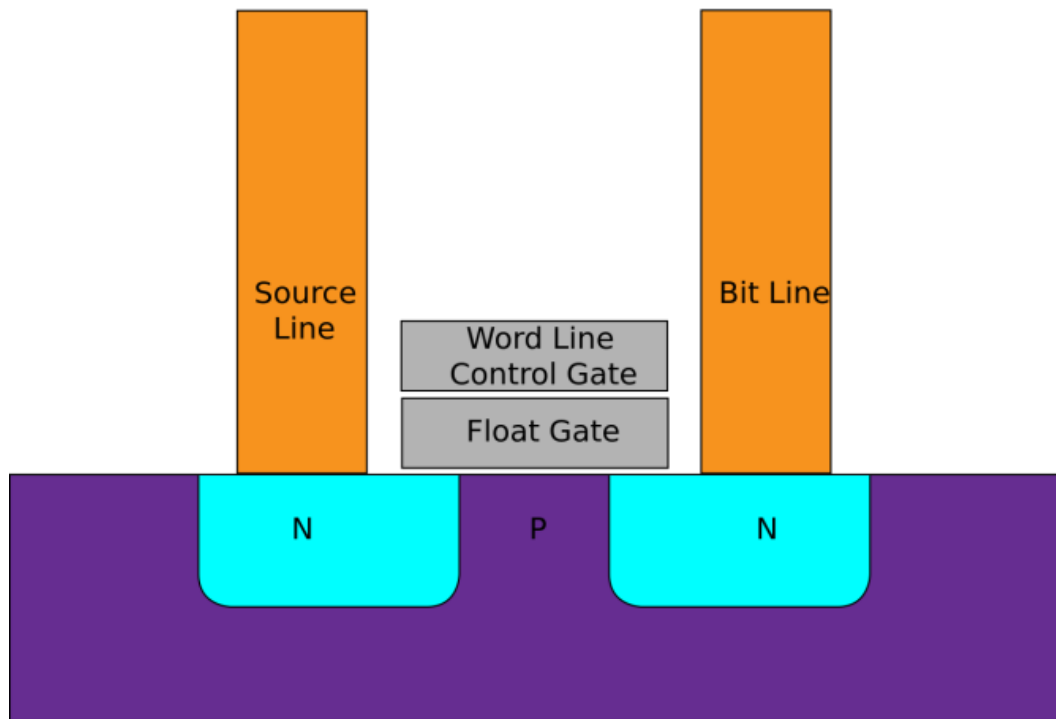 Source
Line
Bit Line
Word Line
Control Gate
Float Gate
N
P
N